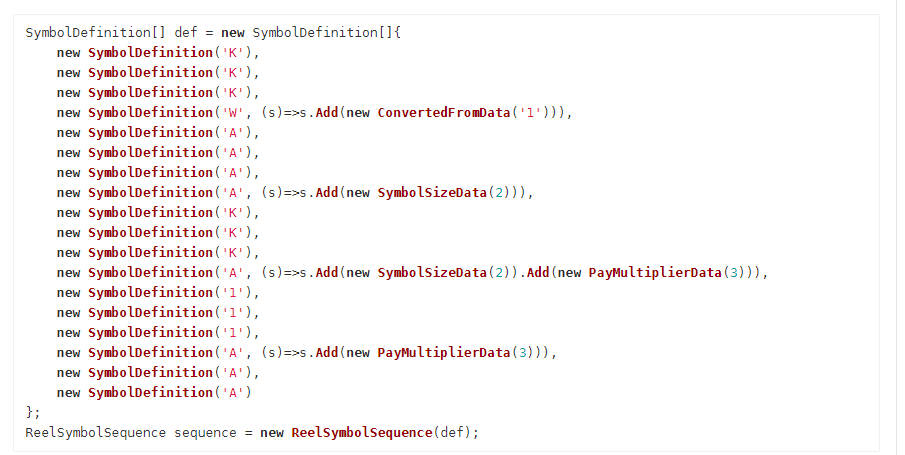 SymbolDefinition[] def = new SymbolDefinition[]{
    new SymbolDefinition('K'),
    new SymbolDefinition('K'),
    new SymbolDefinition('K'),
    new SymbolDefinition('W', (s)=>s.Add(new ConvertedFromData('1'))),
    new SymbolDefinition('A'),
    new SymbolDefinition('A'),
    new SymbolDefinition('A'),
    new SymbolDefinition('A', (s)=>s.Add(new SymbolSizeData(2))),
    new SymbolDefinition('K'),
    new SymbolDefinition('K'),
    new SymbolDefinition('K'),
    new SymbolDefinition('A', (s)=>s.Add(new SymbolSizeData(2)).Add(new PayMultiplierData(3))),
    new SymbolDefinition('1'),
    new SymbolDefinition('1'),
    new SymbolDefinition('1'),
    new SymbolDefinition('A', (s)=>s.Add(new PayMultiplierData(3))),
    new SymbolDefinition('A'),
    new SymbolDefinition('A')
};
ReelSymbolSequence sequence = new ReelSymbolSequence(def);